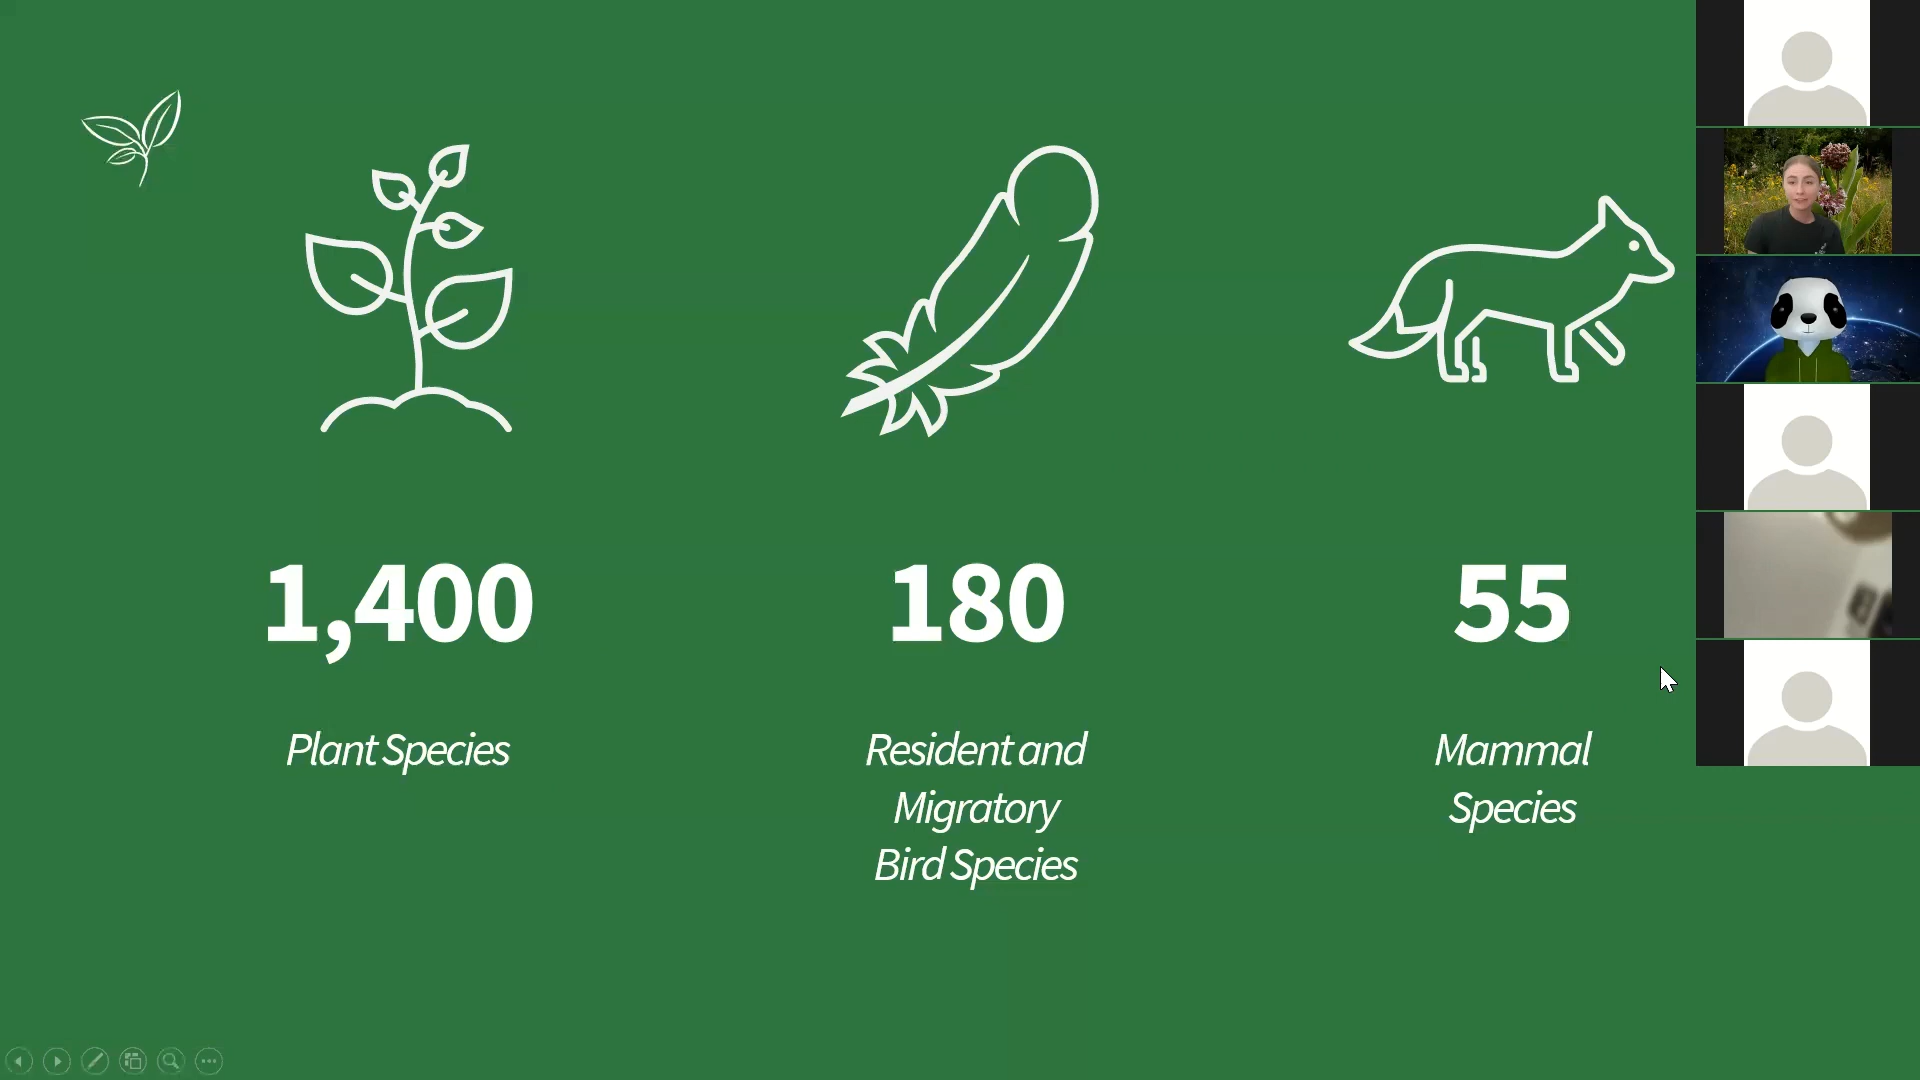 1,400
Plant Species
180
Resident and
Migratory
Bird Species
55
Mammal
Species